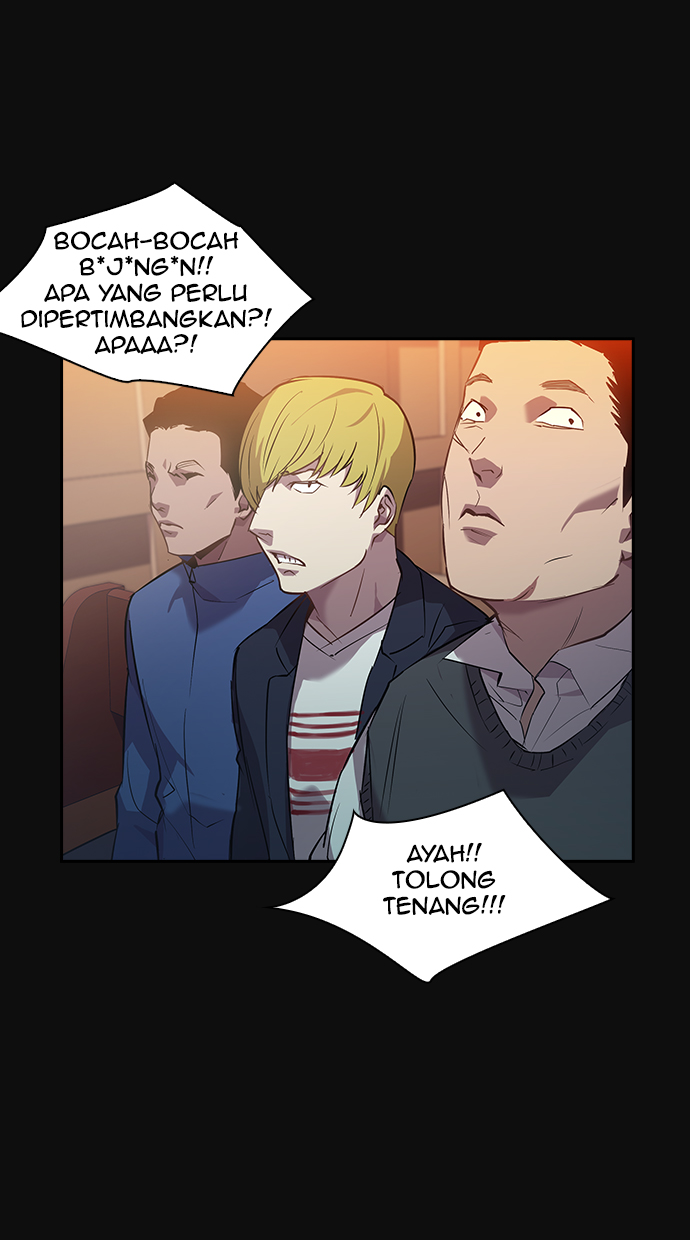 BOCAH-BOCAH
B*J*NG*N!!
APA YANG PERLU
DIPERTIMBANGKAN?!
APAAA?!
AYAH!!
TOLONG
TENANG!!!